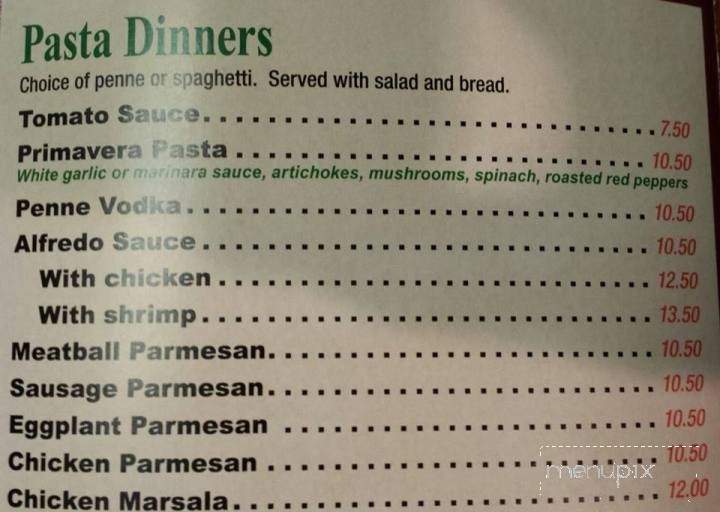 Pasta Dinners
Choice of penne or spaghetti. Served with salad and bread.
Tomato Sauce 7.50
Primavera Pasta 10.50
White garlic or marinara sauce, artichokes, mushrooms, spinach, roasted red peppers
Penne Vodka 10.50
Alfredo Sauce 10.50
With chicken 12.50
With shrimp 13.50
Meatball Parmesan 10.50
Sausage Parmesan 10.50
Eggplant Parmesan 10.50
Chicken Parmesan 10.50
menupix
Chicken Marsala 12.00